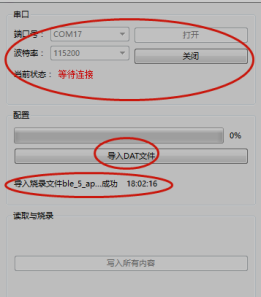 串口
端口号： COM17 打开
波特率： 115200 关闭
当前状态： 等待连接
配置
0%
导入DAT文件
导入烧录文件ble_5_ap...成功 18:02:16
读取与烧录
写入所有内容